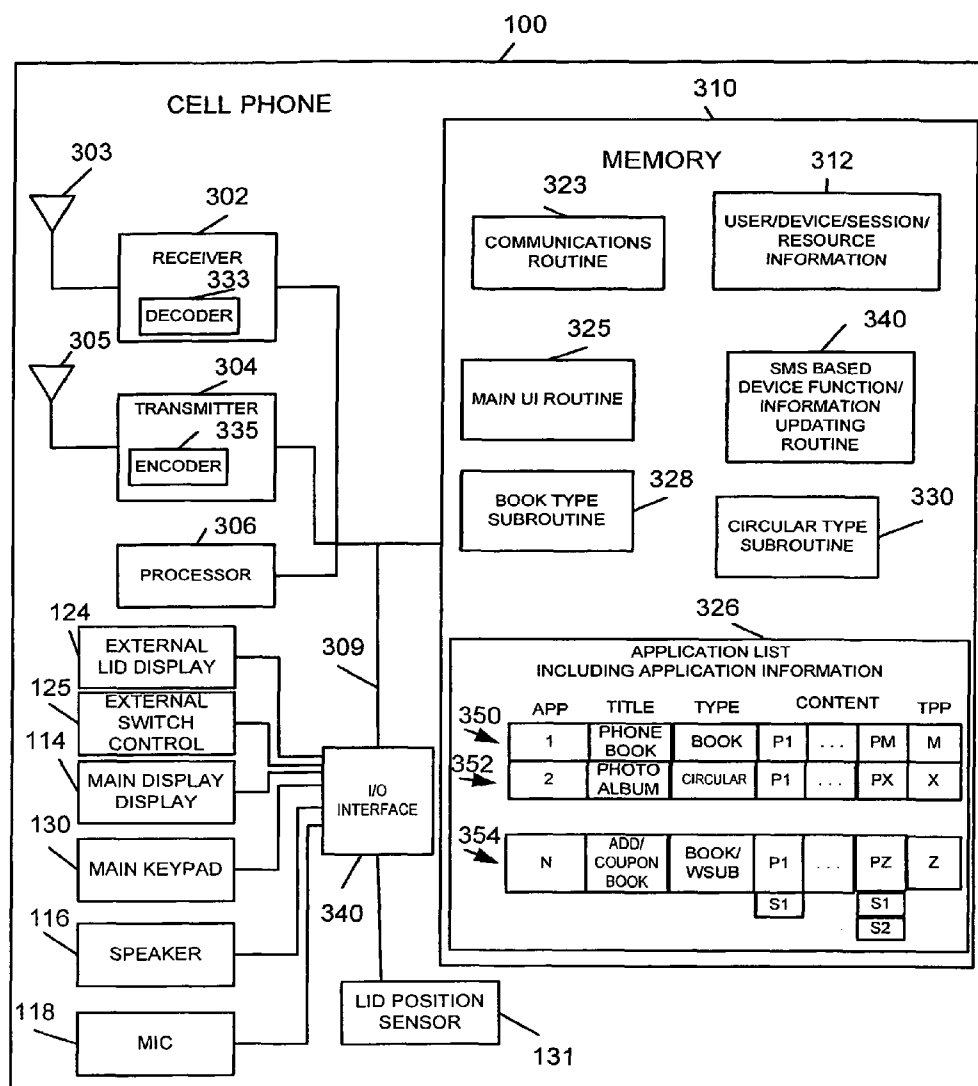 100
CELL PHONE
310
MEMORY
303
302
RECEIVER
333
DECODER
305
304
TRANSMITTER
335
ENCODER
306
PROCESSOR
323
COMMUNICATIONS
ROUTINE
312
USER/DEVICE/SESSION/
RESOURCE
INFORMATION
325
MAIN UI ROUTINE
340
SMS BASED
DEVICE FUNCTION/
INFORMATION
UPDATING
ROUTINE
BOOK TYPE
SUBROUTINE
328
CIRCULAR TYPE
SUBROUTINE
330
124
EXTERNAL
LID DISPLAY
125
EXTERNAL
SWITCH
CONTROL
114
MAIN DISPLAY
DISPLAY
130
MAIN KEYPAD
116
SPEAKER
118
MIC
309
I/O
INTERFACE
340
LID POSITION
SENSOR
131
326
APPLICATION LIST
INCLUDING APPLICATION INFORMATION
APP TITLE TYPE CONTENT TPP
350
1 PHONE BOOK BOOK P1 . . . PM M
352
2 PHOTO ALBUM CIRCULAR P1 . . . PX X
354
N ADD/ COUPON BOOK BOOK/ WSUB P1 . . . PZ Z
S1 S1
S2